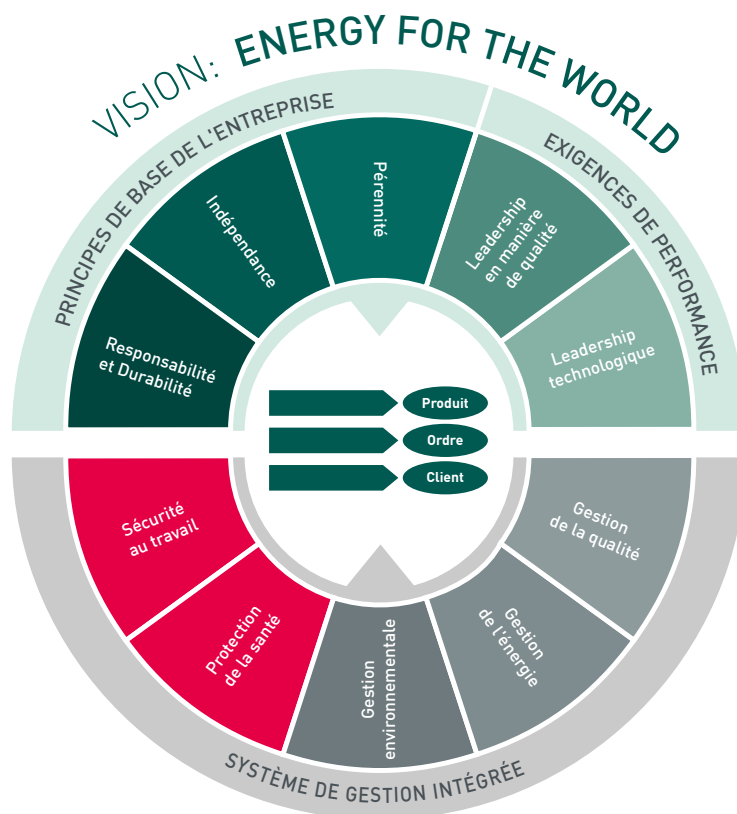 VISION: ENERGY FOR THE WORLD
PRINCIPES DE BASE DE L'ENTREPRISE
EXIGENCES DE PERFORMANCE
Responsabilité
et Durabilité
Indépendance
Pérennité
Leadership
en manière
de qualité
Leadership
technologique
Produit
Ordre
Client
Sécurité
au travail
Protection
de la santé
Gestion
environnementale
Gestion
de l'énergie
Gestion
de la qualité
SYSTÈME DE GESTION INTÉGRÉE